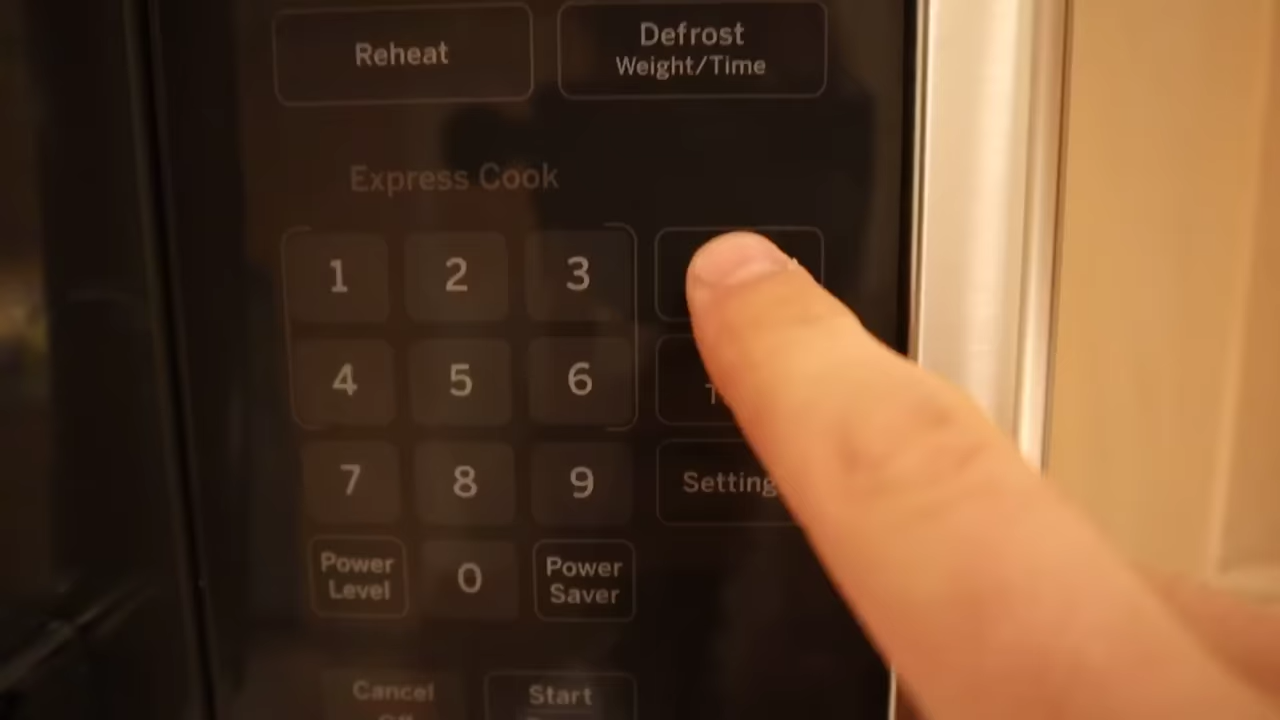 Reheat
Defrost
Weight/Time
Express Cook
1 2 3
4 5 6
7 8 9
Setting
Power
Level
0
Power
Saver
Cancel
Off
Start